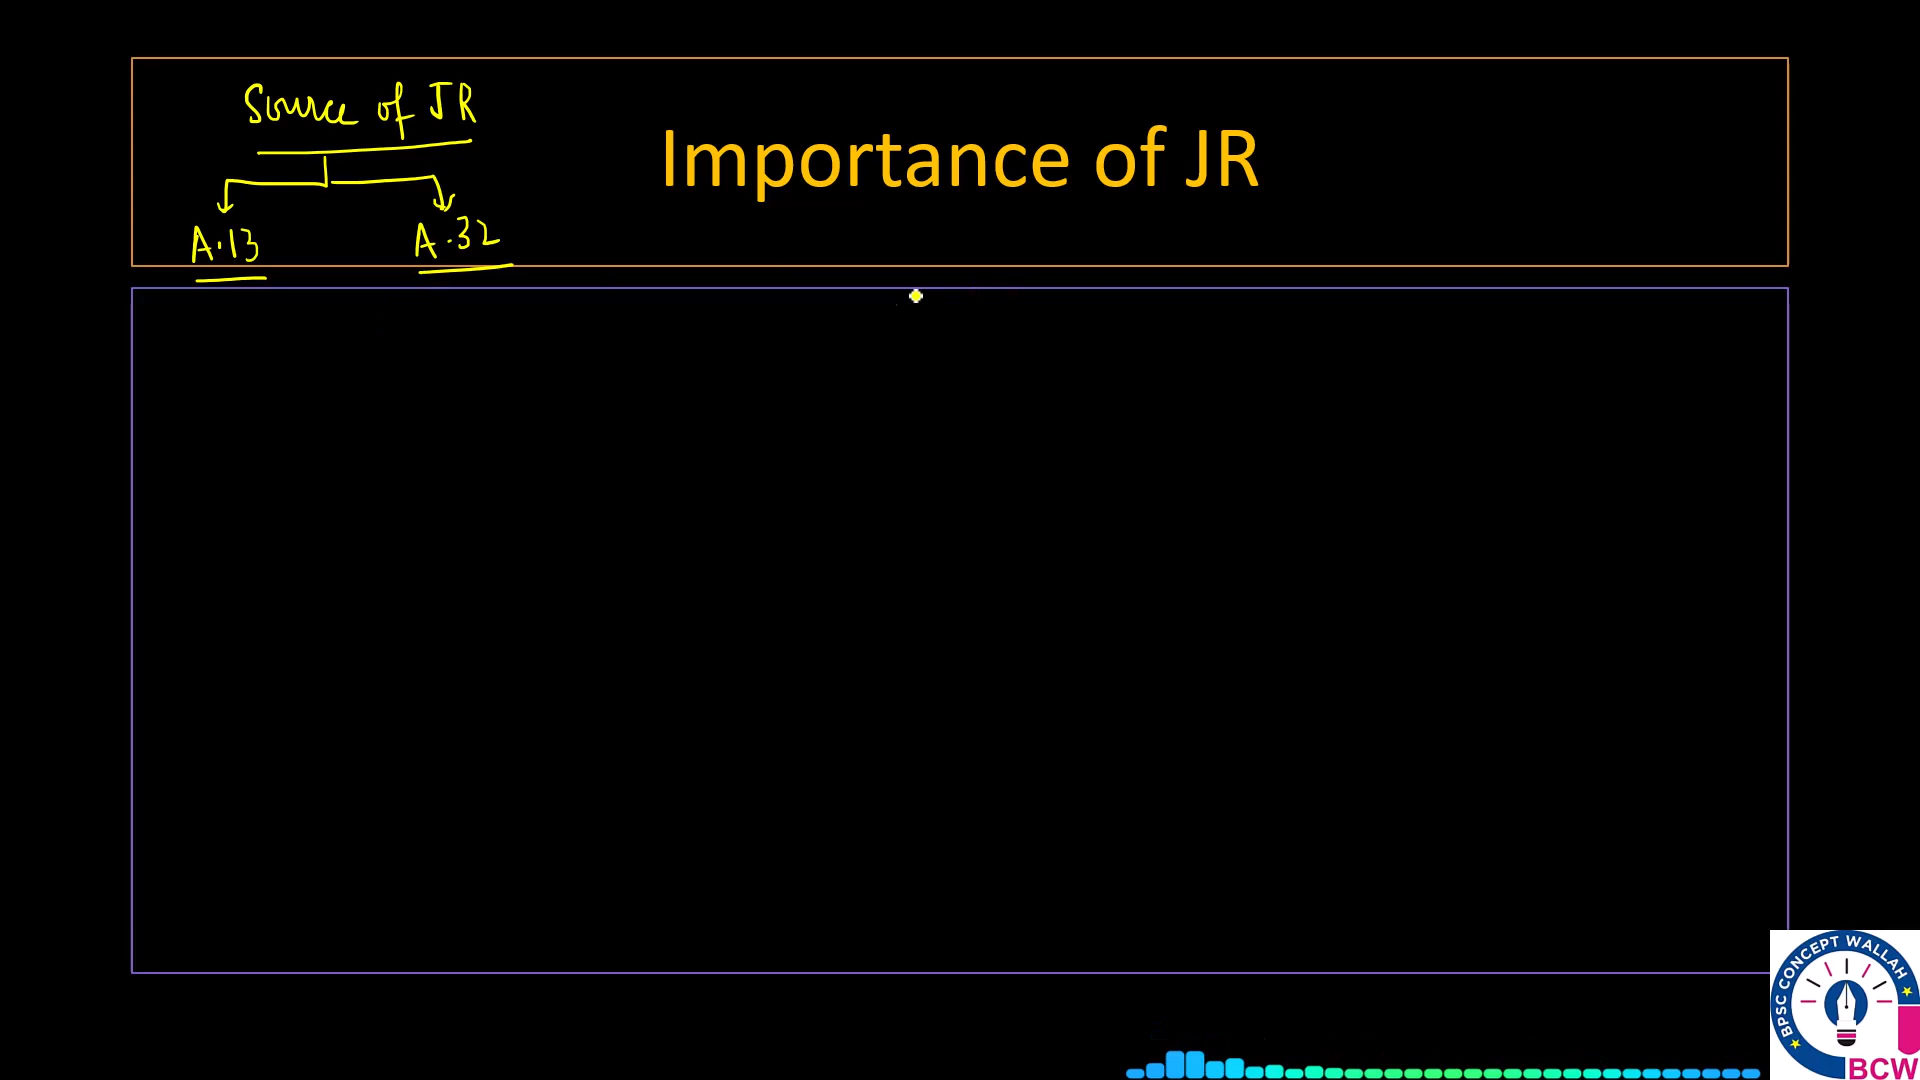 Source of JR
Importance of JR
A.13
A.32
BPSC CONCEPT WALLAH
BCW